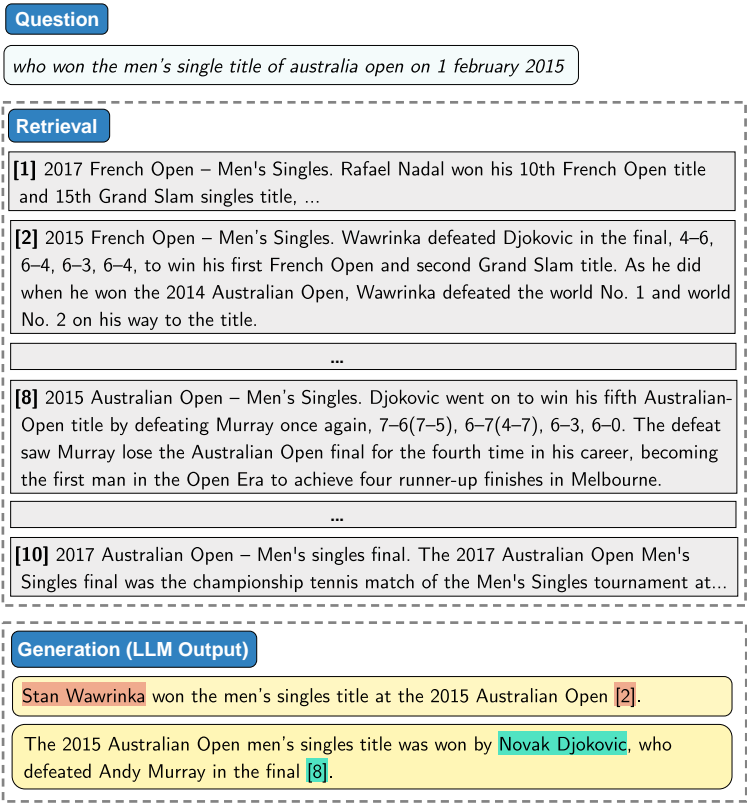 Question
who won the men's single title of australia open on 1 february 2015
Retrieval
[1] 2017 French Open – Men's Singles. Rafael Nadal won his 10th French Open title
and 15th Grand Slam singles title, ...
[2] 2015 French Open – Men's Singles. Wawrinka defeated Djokovic in the final, 4–6,
6–4, 6–3, 6–4, to win his first French Open and second Grand Slam title. As he did
when he won the 2014 Australian Open, Wawrinka defeated the world No. 1 and world
No. 2 on his way to the title.
...
[8] 2015 Australian Open – Men's Singles. Djokovic went on to win his fifth Australian-
Open title by defeating Murray once again, 7–6(7–5), 6–7(4–7), 6–3, 6–0. The defeat
saw Murray lose the Australian Open final for the fourth time in his career, becoming
the first man in the Open Era to achieve four runner-up finishes in Melbourne.
...
[10] 2017 Australian Open – Men's singles final. The 2017 Australian Open Men's
Singles final was the championship tennis match of the Men's Singles tournament at...
Generation (LLM Output)
Stan Wawrinka won the men's singles title at the 2015 Australian Open [2].
The 2015 Australian Open men's singles title was won by Novak Djokovic, who
defeated Andy Murray in the final [8].